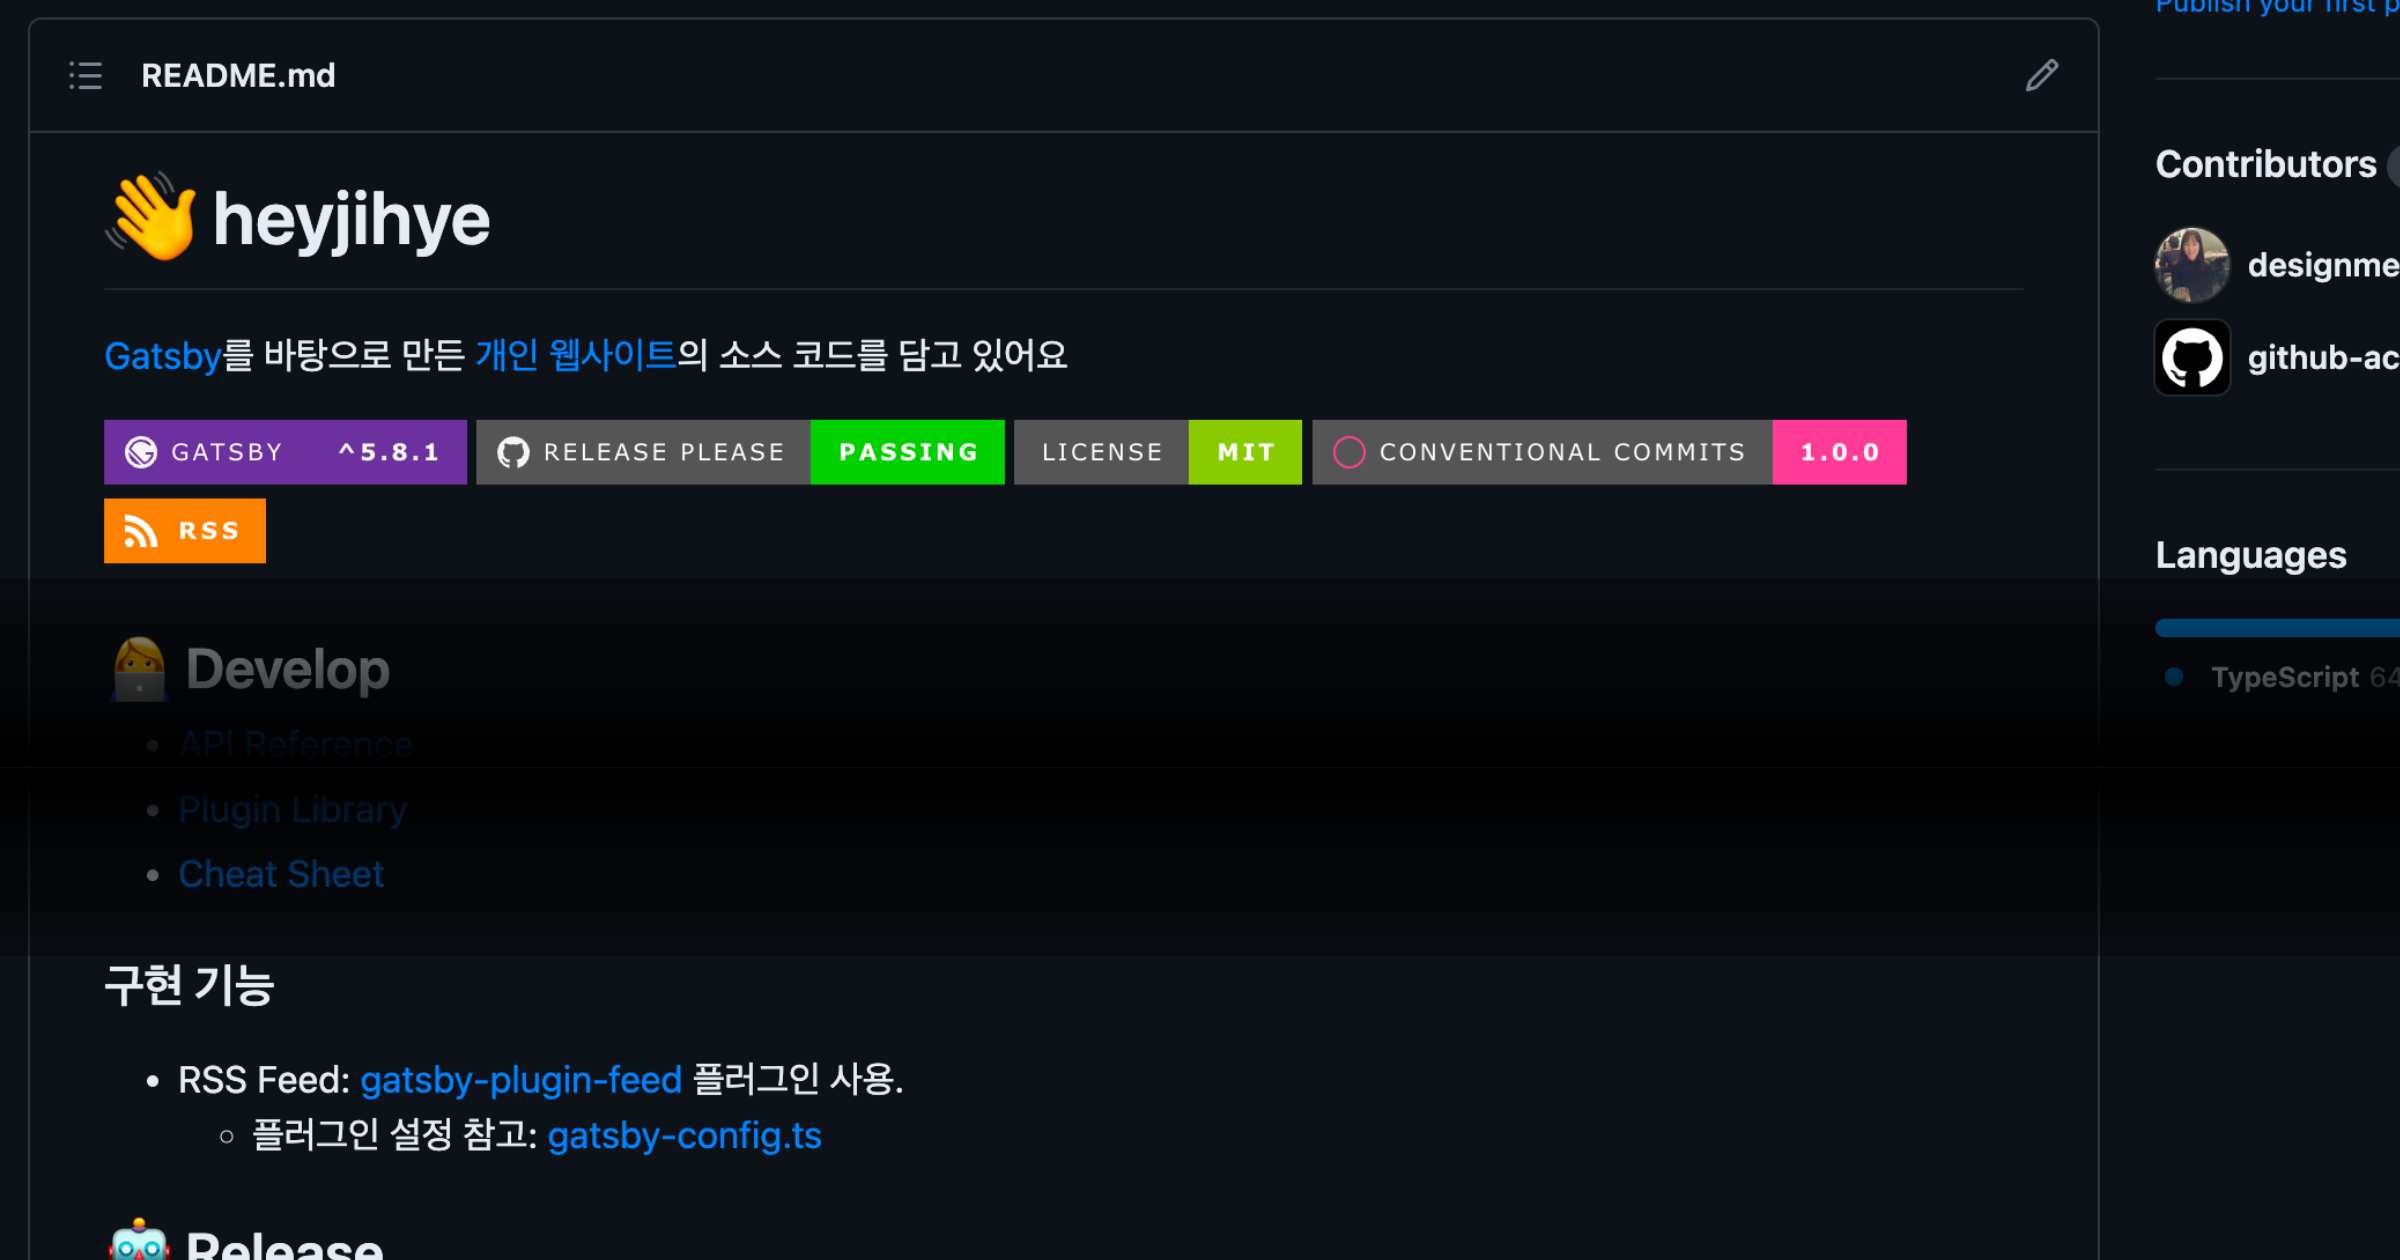 Publish your first p
README.md
👋 heyjihye
Gatsby를 바탕으로 만든 개인 웹사이트의 소스 코드를 담고 있어요
GATSBY ^5.8.1 RELEASE PLEASE PASSING LICENSE MIT CONVENTIONAL COMMITS 1.0.0
RSS
👩‍💻 Develop
API Reference
Plugin Library
Cheat Sheet
구현 기능
RSS Feed: gatsby-plugin-feed 플러그인 사용.
플러그인 설정 참고: gatsby-config.ts
🤖 Release
Contributors
designme
github-ac
Languages
TypeScript 64